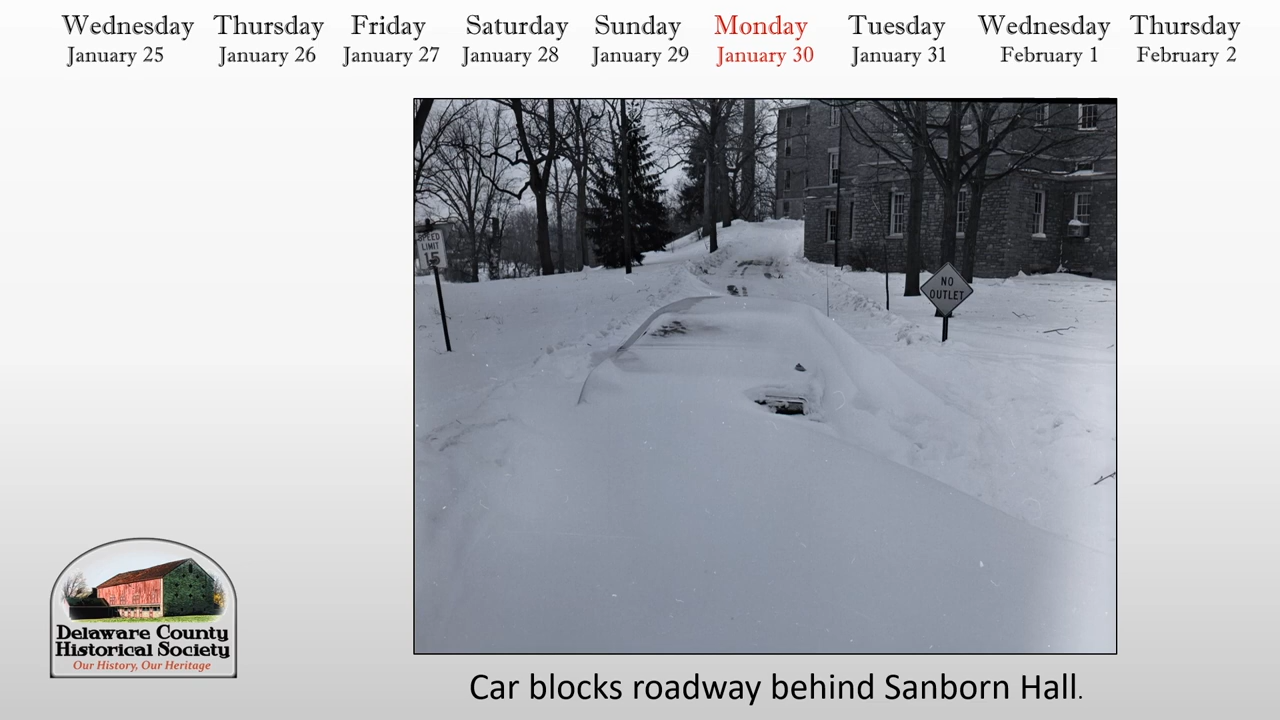 Wednesday Thursday Friday Saturday Sunday Monday Tuesday Wednesday Thursday
January 25 January 26 January 27 January 28 January 29 January 30 January 31 February 1 February 2
SPEED
LIMIT
15
NO
OUTLET
Delaware County
Historical Society
Our History, Our Heritage
Car blocks roadway behind Sanborn Hall.